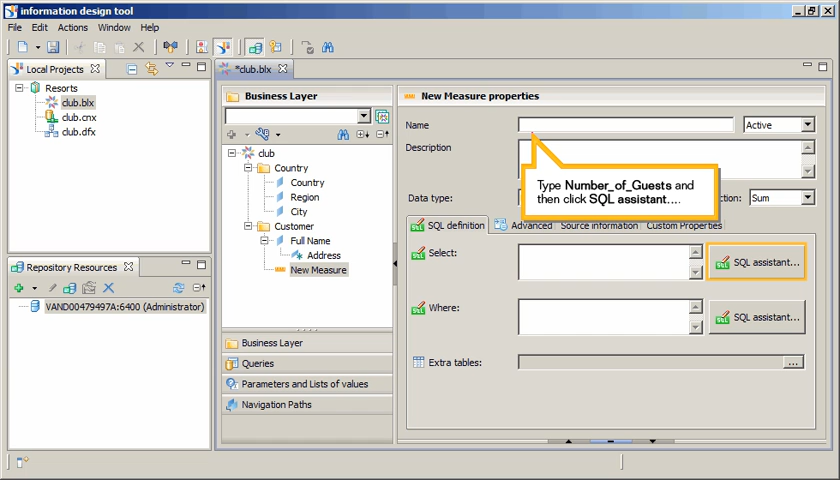 information design tool
File Edit Actions Window Help
Local Projects
Resorts
club.blx
club.cnx
club.dfx
Repository Resources
VAND00479497A:6400 (Administrator)
*club.blx
Business Layer
club
Country
Country
Region
City
Customer
Full Name
Address
New Measure
Business Layer
Queries
Parameters and Lists of values
Navigation Paths
New Measure properties
Name
Active
Description
Type Number_of_Guests and
then click SQL assistant....
Data type:
ction: Sum
SQL definition Advanced Source information Custom Properties
Select:
SQL assistant...
Where:
SQL assistant...
Extra tables:
...